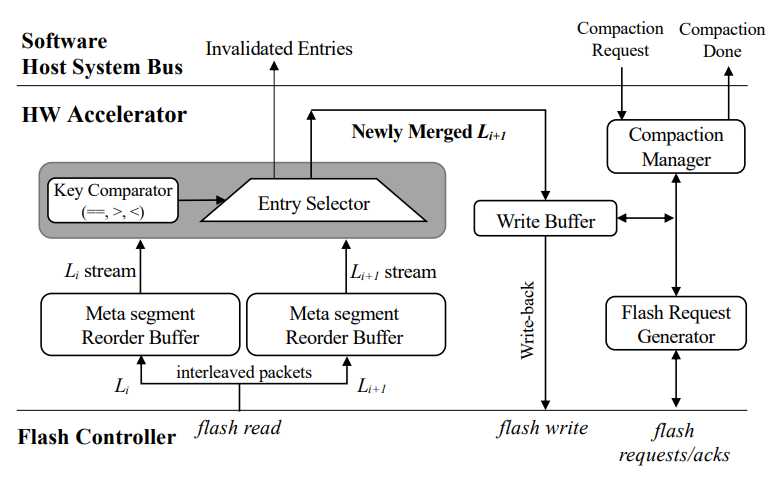 Software
Host System Bus
Invalidated Entries
Compaction
Request
Compaction
Done
HW Accelerator
Newly Merged Li+1
Compaction
Manager
Key Comparator
(==, >, <)
Entry Selector
Write Buffer
Li stream
Li+1 stream
Meta segment
Reorder Buffer
Meta segment
Reorder Buffer
Write-back
Flash Request
Generator
interleaved packets
Li
Li+1
Flash Controller
flash read
flash write
flash
requests/acks